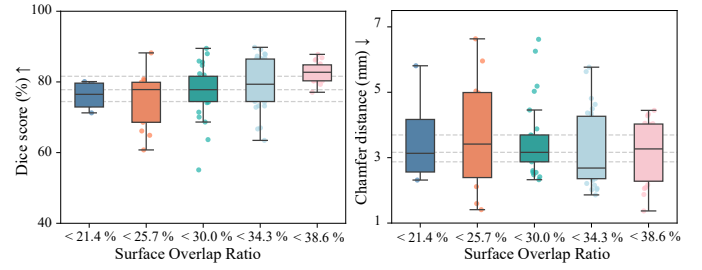 Dice score (%) ↑
100
80
60
40
< 21.4 % < 25.7 % < 30.0 % < 34.3 % < 38.6 %
Surface Overlap Ratio
Chamfer distance (mm) ↓
7
5
3
1
< 21.4 % < 25.7 % < 30.0 % < 34.3 % < 38.6 %
Surface Overlap Ratio